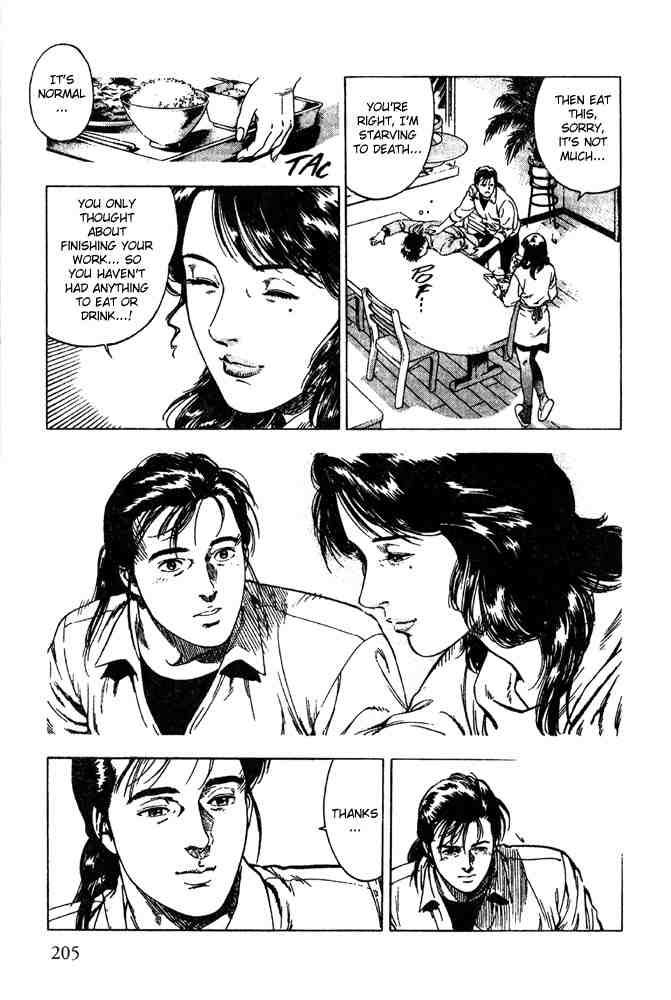 THEN EAT
THIS,
SORRY,
IT'S NOT
MUCH...
YOU'RE
RIGHT, I'M
STARVING
TO DEATH...
POF...
IT'S
NORMAL
...
TAC
YOU ONLY
THOUGHT
ABOUT
FINISHING YOUR
WORK... SO
YOU HAVEN'T
HAD ANYTHING
TO EAT OR
DRINK...!
THANKS
...
205